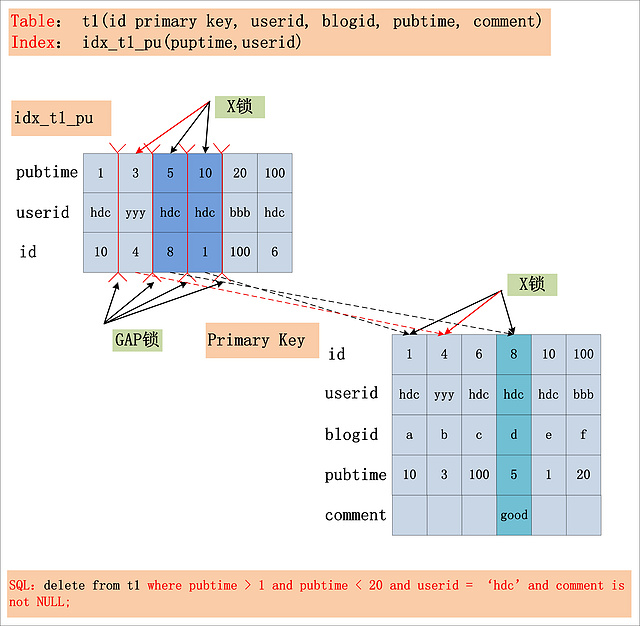 Table: t1(id primary key, userid, blogid, pubtime, comment)
Index: idx_t1_pu(puptime,userid)
idx_t1_pu
X锁
pubtime 1 3 5 10 20 100
userid hdc yyy hdc hdc bbb hdc
id 10 4 8 1 100 6
GAP锁
X锁
Primary Key
id 1 4 6 8 10 100
userid hdc yyy hdc hdc hdc bbb
blogid a b c d e f
pubtime 10 3 100 5 1 20
comment good
SQL: delete from t1 where pubtime > 1 and pubtime < 20 and userid = ‘hdc’ and comment is
not NULL;